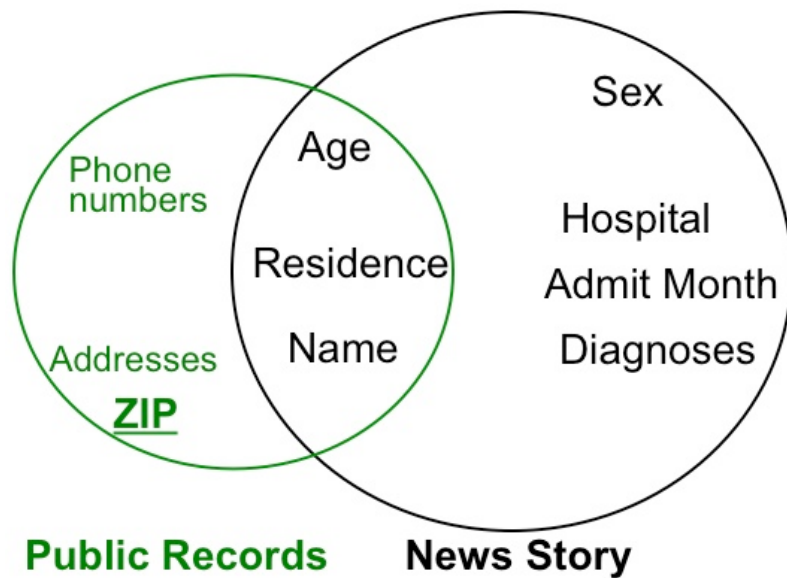 Sex
Age
Phone
numbers
Hospital
Residence
Admit Month
Name
Diagnoses
Addresses
ZIP
Public Records
News Story